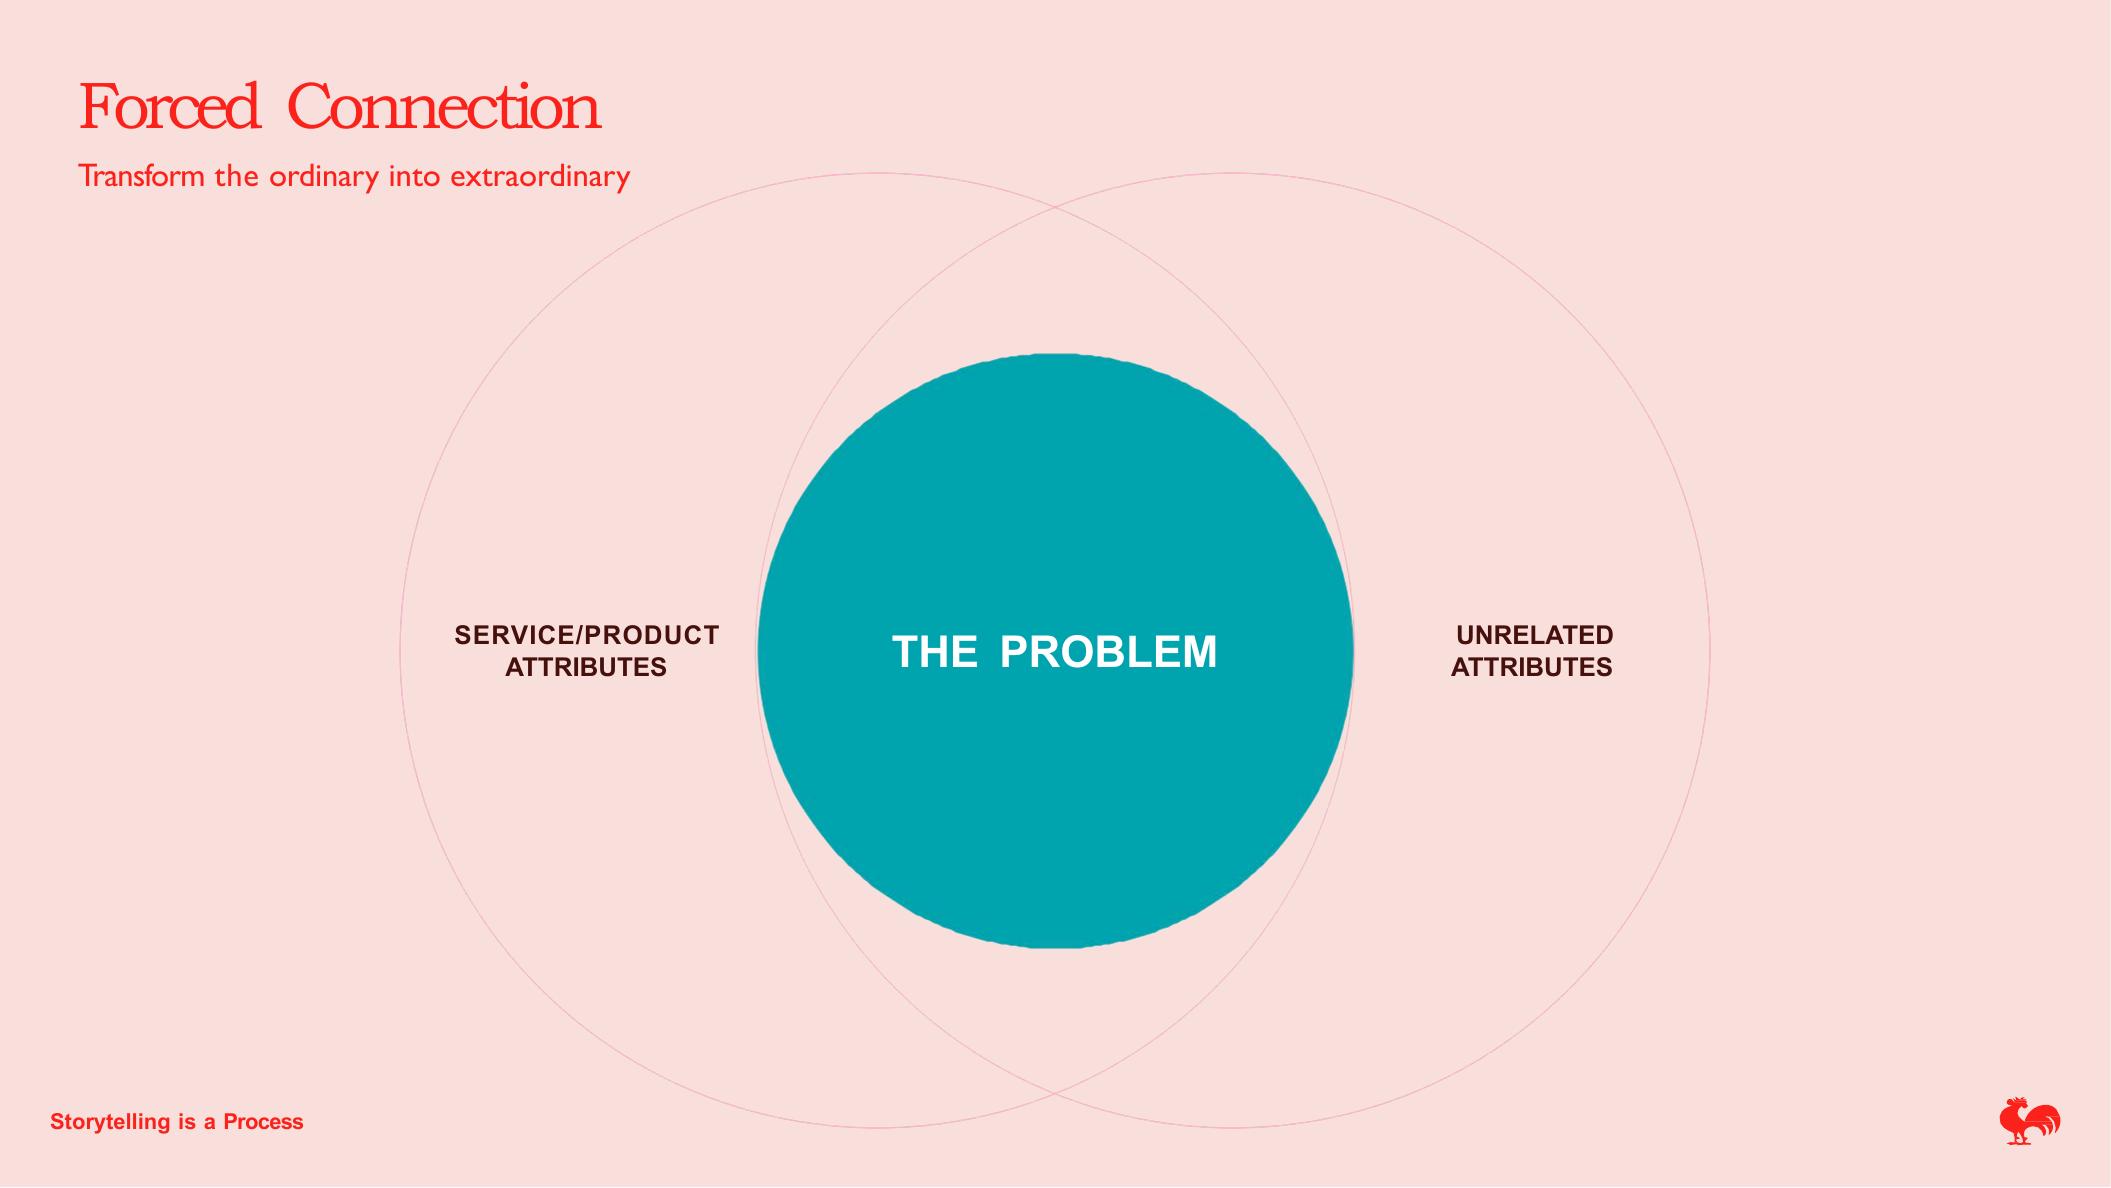 Forced Connection
Transform the ordinary into extraordinary
SERVICE/PRODUCT
ATTRIBUTES
THE PROBLEM
UNRELATED
ATTRIBUTES
Storytelling is a Process